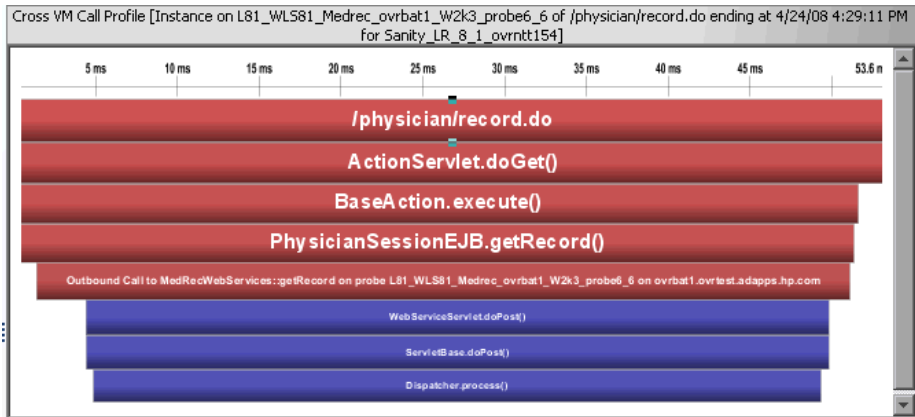 Cross VM Call Profile [Instance on L81_WLS81_Medrec_ovrbat1_W2k3_probe6_6 of /physician/record.do ending at 4/24/08 4:29:11 PM
for Sanity_LR_8_1_ovrntt154]
5 ms 10 ms 15 ms 20 ms 25 ms 30 ms 35 ms 40 ms 45 ms 53.6 n
/physician/record.do
ActionServlet.doGet()
BaseAction.execute()
PhysicianSessionEJB.getRecord()
Outbound Call to MedRecWebServices::getRecord on probe L81_WLS81_Medrec_ovrbat1_W2k3_probe6_6 on ovrbat1.ovrtest.adapps.hp.com
WebServiceServlet.doPost()
ServletBase.doPost()
Dispatcher.process()